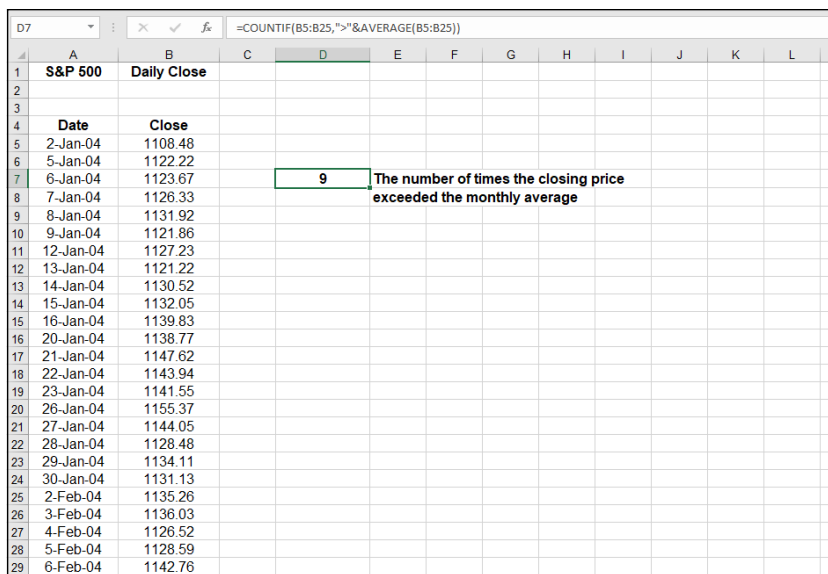 D7 fx =COUNTIF(B5:B25,">"&AVERAGE(B5:B25))
A B C D E F G H I J K L
1 S&P 500 Daily Close
2
3
4 Date Close
5 2-Jan-04 1108.48
6 5-Jan-04 1122.22
7 6-Jan-04 1123.67 9 The number of times the closing price
8 7-Jan-04 1126.33 exceeded the monthly average
9 8-Jan-04 1131.92
10 9-Jan-04 1121.86
11 12-Jan-04 1127.23
12 13-Jan-04 1121.22
13 14-Jan-04 1130.52
14 15-Jan-04 1132.05
15 16-Jan-04 1139.83
16 20-Jan-04 1138.77
17 21-Jan-04 1147.62
18 22-Jan-04 1143.94
19 23-Jan-04 1141.55
20 26-Jan-04 1155.37
21 27-Jan-04 1144.05
22 28-Jan-04 1128.48
23 29-Jan-04 1134.11
24 30-Jan-04 1131.13
25 2-Feb-04 1135.26
26 3-Feb-04 1136.03
27 4-Feb-04 1126.52
28 5-Feb-04 1128.59
29 6-Feb-04 1142.76